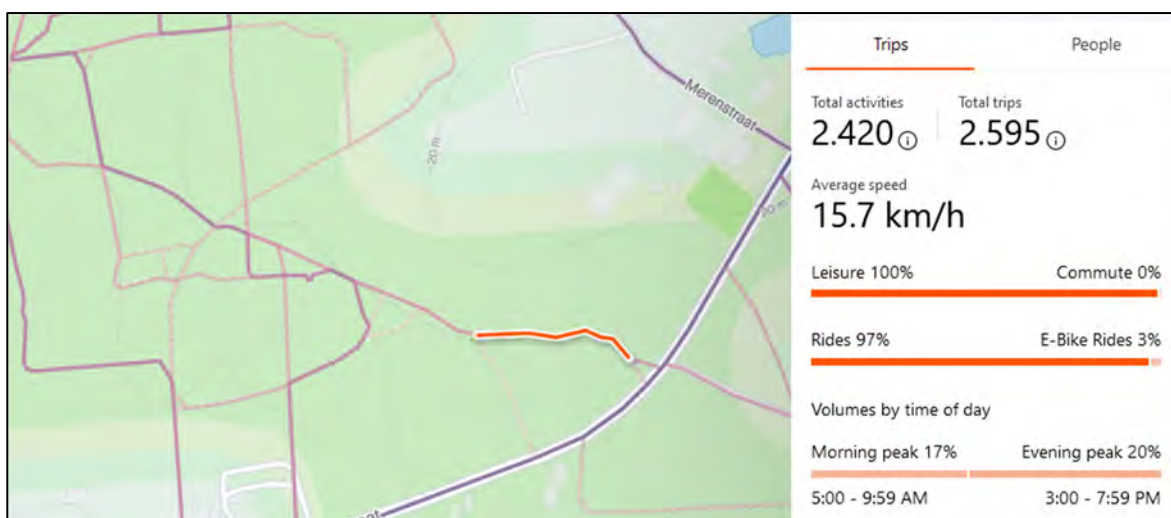 Merenstraat
20 m
20 m
aat
Trips People
Total activities Total trips
2.420 2.595
Average speed
15.7 km/h
Leisure 100% Commute 0%
Rides 97% E-Bike Rides 3%
Volumes by time of day
Morning peak 17% Evening peak 20%
5:00 - 9:59 AM 3:00 - 7:59 PM